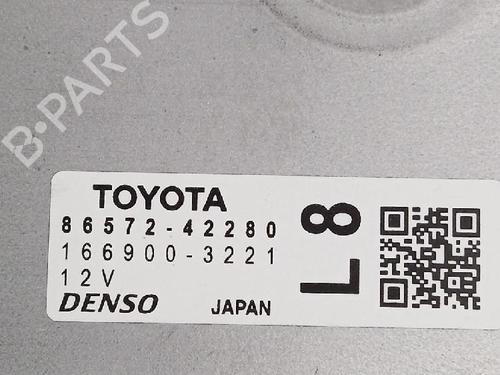 B-PARTS
TOYOTA
86572-42280
166900-3221
12V
DENSO
JAPAN
L8